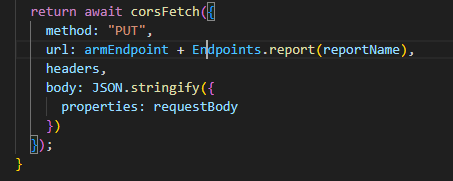 return await corsFetch({
method: "PUT",
url: armEndpoint + Endpoints.report(reportName),
headers,
body: JSON.stringify({
properties: requestBody
})
});
}